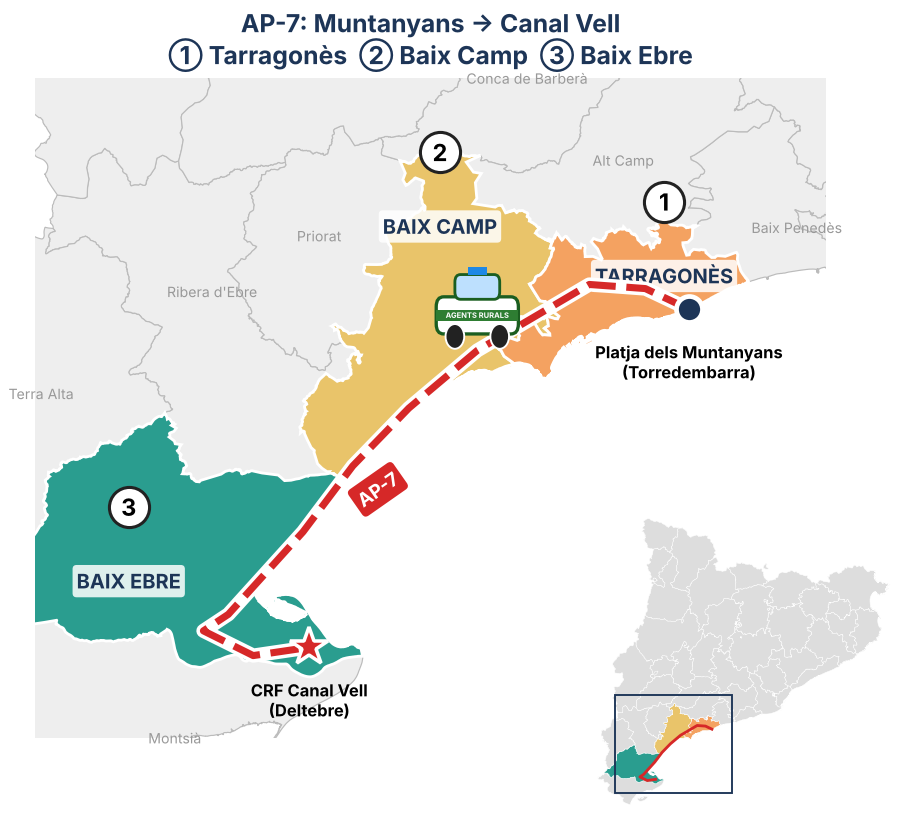 AP-7: Muntanyans → Canal Vell
① Tarragonès ② Baix Camp ③ Baix Ebre
Conca de Barberà
2
Alt Camp
1
BAIX CAMP
Baix Penedès
Priorat
TARRAGONÈS
Ribera d'Ebre
AGENTS RURALS
Platja dels Muntanyans
(Torredembarra)
Terra Alta
AP-7
3
BAIX EBRE
CRF Canal Vell
(Deltebre)
Montsià